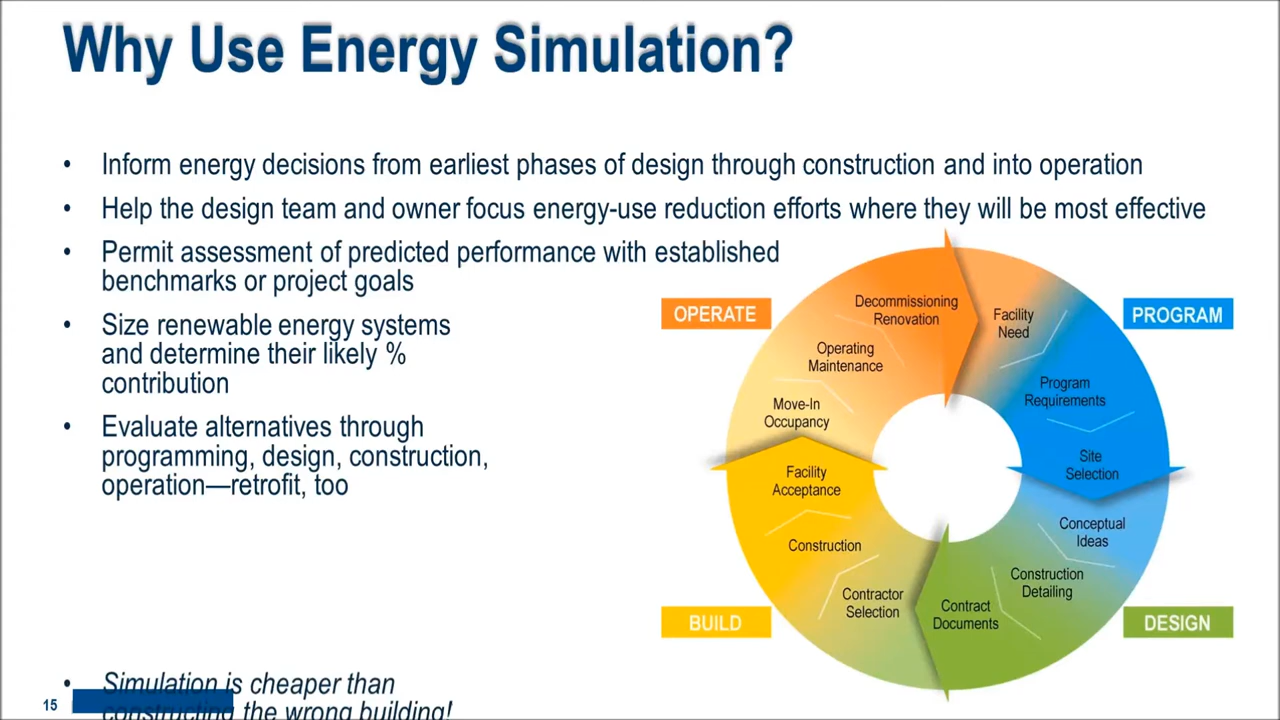 Why Use Energy Simulation?
• Inform energy decisions from earliest phases of design through construction and into operation
• Help the design team and owner focus energy-use reduction efforts where they will be most effective
• Permit assessment of predicted performance with established
benchmarks or project goals
• Size renewable energy systems
and determine their likely %
contribution
• Evaluate alternatives through
programming, design, construction,
operation—retrofit, too
• Simulation is cheaper than
constructing the wrong building!
OPERATE
PROGRAM
BUILD
DESIGN
Facility
Need
Program
Requirements
Site
Selection
Conceptual
Ideas
Construction
Detailing
Contract
Documents
Contractor
Selection
Construction
Facility
Acceptance
Move-In
Occupancy
Operating
Maintenance
Decommissioning
Renovation
15